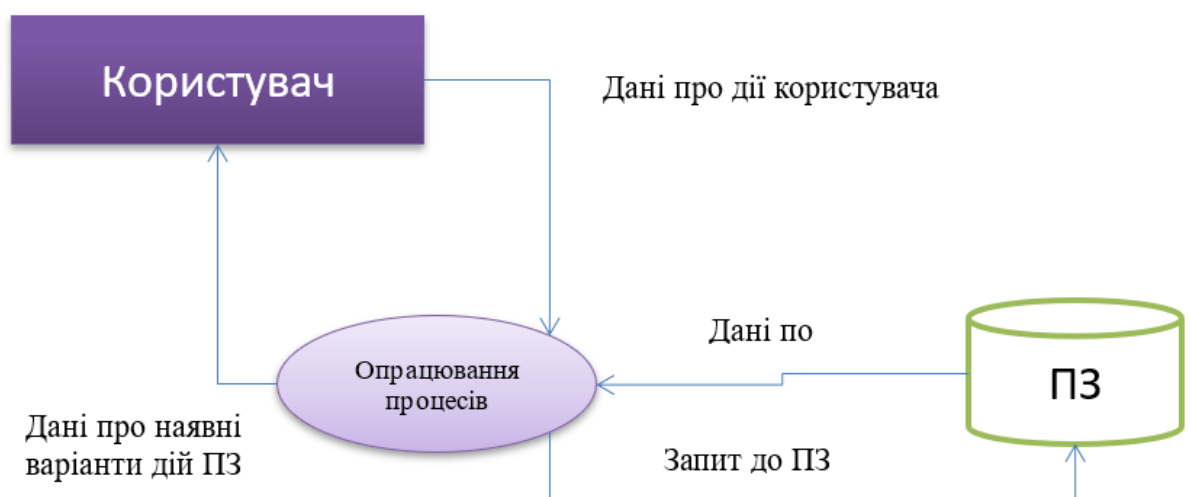 Користувач
Дані про дії користувача
Дані по
Опрацювання
процесів
ПЗ
Дані про наявні
варіанти дій ПЗ
Запит до ПЗ